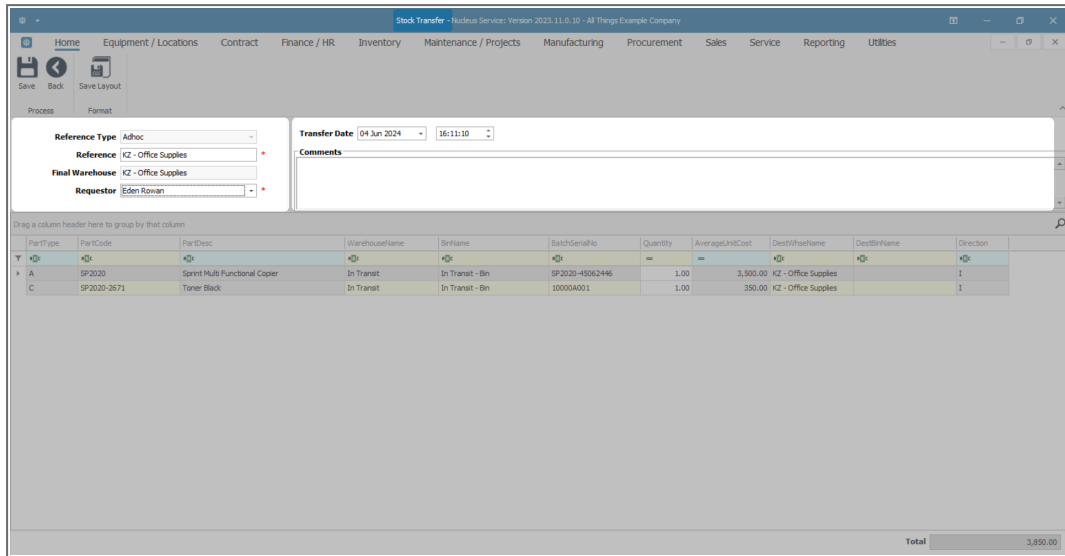 Stock Transfer - Nucleus Service: Version 2023.11.0.10 - All Things Example Company
Home Equipment / Locations Contract Finance / HR Inventory Maintenance / Projects Manufacturing Procurement Sales Service Reporting Utilities
Save Back Save Layout
Process Format
Reference Type Adhoc
Reference KZ - Office Supplies *
Final Warehouse KZ - Office Supplies
Requestor Eden Rowan *
Transfer Date 04 Jun 2024 16:11:10
Comments
Drag a column header here to group by that column
PartType PartCode PartDesc WarehouseName BinName BatchSerialNo Quantity AverageUnitCost DestWhseName DestBinName Direction
= =
A SP2020 Sprint Multi Functional Copier In Transit In Transit - Bin SP2020-45062446 1.00 3,500.00 KZ - Office Supplies I
C SP2020-2671 Toner Black In Transit In Transit - Bin 10000A001 1.00 350.00 KZ - Office Supplies I
Total 3,850.00